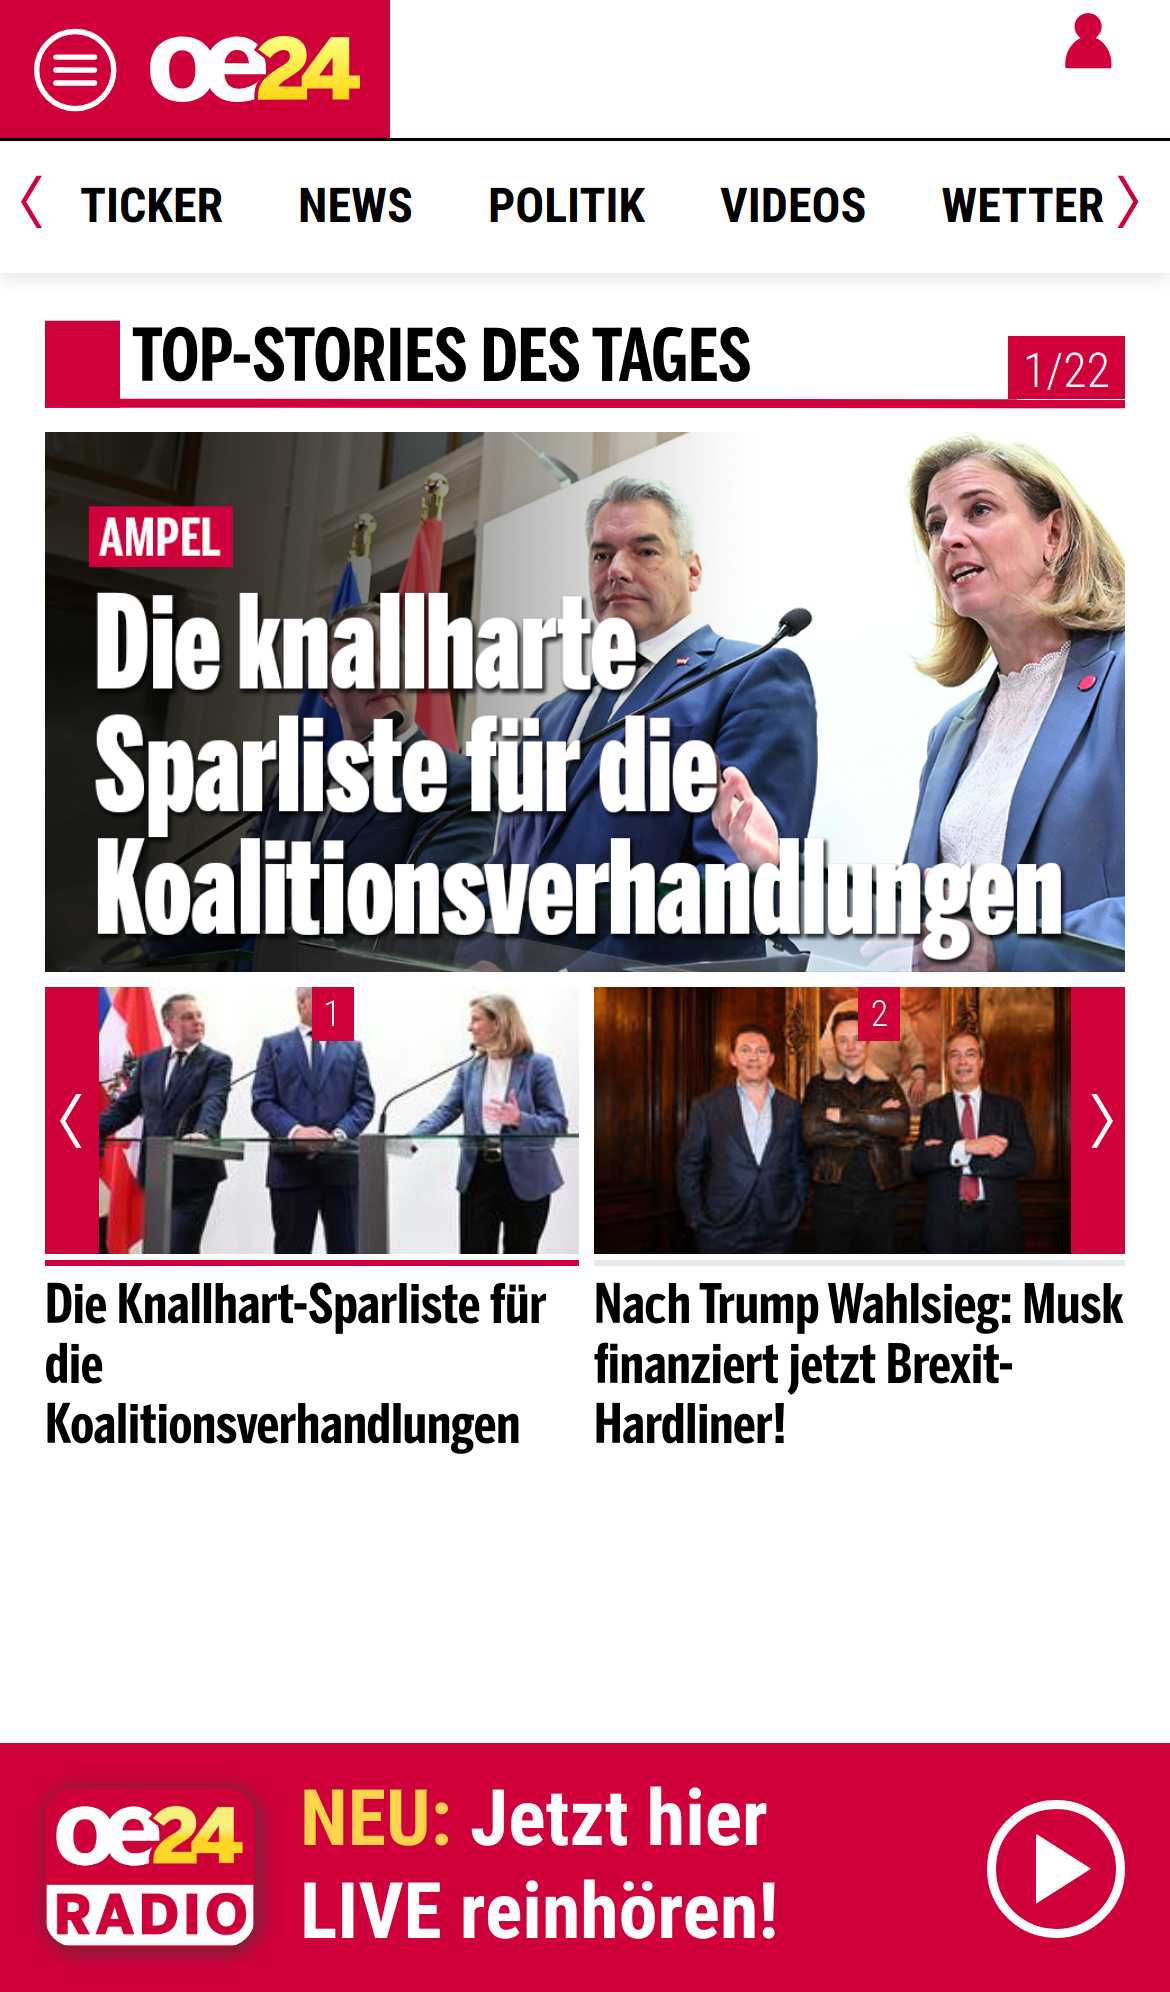 oe24
TICKER
NEWS
POLITIK
VIDEOS
WETTER
TOP-STORIES DES TAGES
1/22
AMPEL
Die knallharte
Sparliste für die
Koalitionsverhandlungen
1
Die Knallhart-Sparliste für
die
Koalitionsverhandlungen
2
Nach Trump Wahlsieg: Musk
finanziert jetzt Brexit-
Hardliner!
oe24
RADIO
NEU: Jetzt hier
LIVE reinhören!